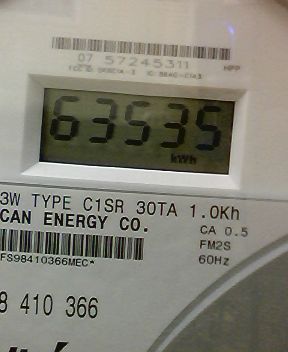 07 57245311
HPP
63535
kWh
3W TYPE C1SR 30TA 1.0Kh
CAN ENERGY CO.
CA 0.5
FM2S
FS98410366MEC*
60Hz
8 410 366